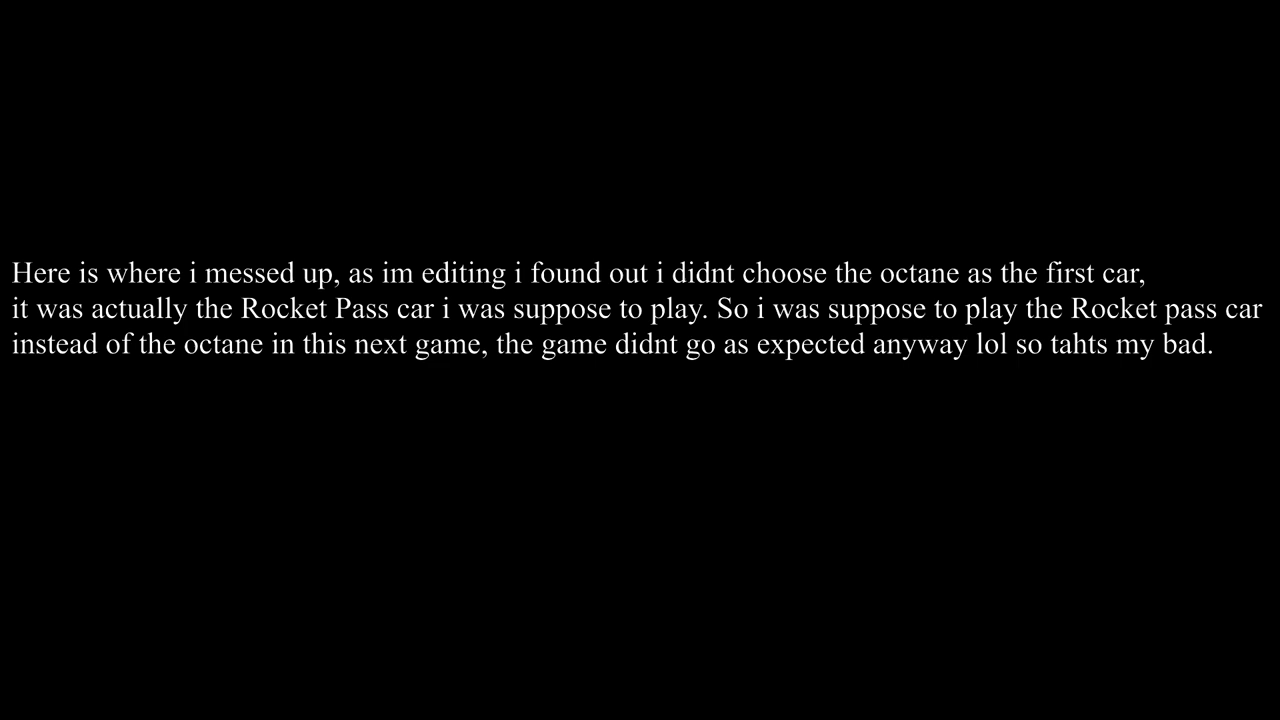 Here is where i messed up, as im editing i found out i didnt choose the octane as the first car,
it was actually the Rocket Pass car i was suppose to play. So i was suppose to play the Rocket pass car
instead of the octane in this next game, the game didnt go as expected anyway lol so tahts my bad.